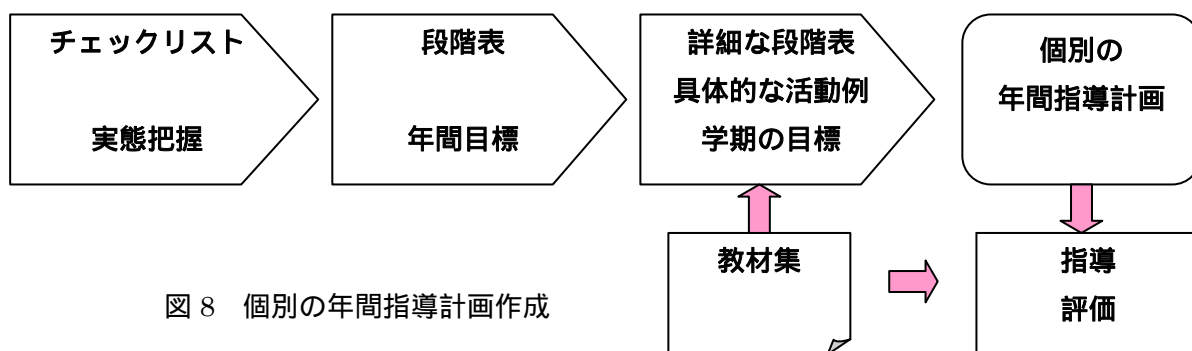 チェックリスト
実態把握
段階表
年間目標
詳細な段階表
具体的な活動例
学期の目標
個別の
年間指導計画
教材集
指導
評価
図 8　個別の年間指導計画作成